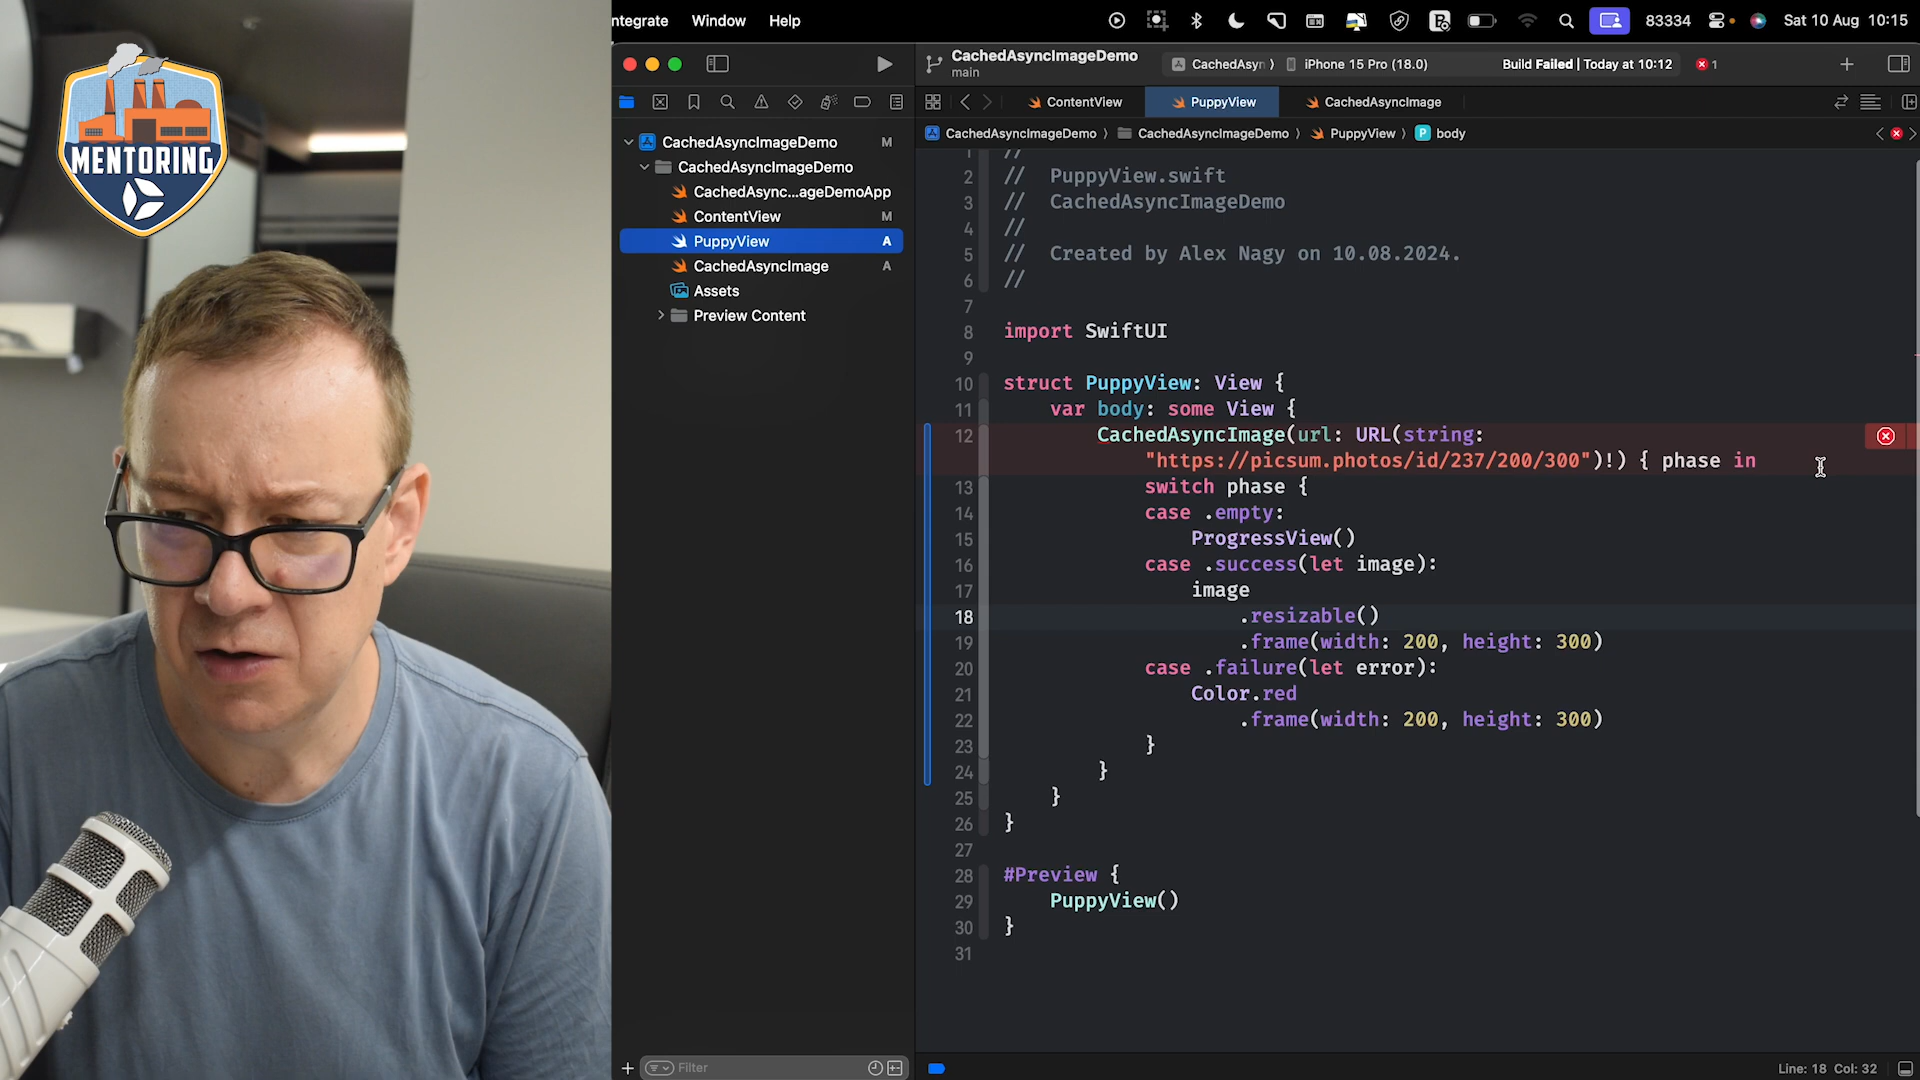 MENTORING
ntegrate Window Help
83334 Sat 10 Aug 10:15
CachedAsyncImageDemo
main
CachedAsyn iPhone 15 Pro (18.0)
Build Failed | Today at 10:12
1
ContentView PuppyView CachedAsyncImage
CachedAsyncImageDemo CachedAsyncImageDemo PuppyView P body
CachedAsyncImageDemo M
CachedAsyncImageDemo
CachedAsync...ageDemoApp
ContentView M
PuppyView A
CachedAsyncImage A
Assets
Preview Content
Filter
1 //
2 // PuppyView.swift
3 // CachedAsyncImageDemo
4 //
5 // Created by Alex Nagy on 10.08.2024.
6 //
7
8 import SwiftUI
9
10 struct PuppyView: View {
11 var body: some View {
12 CachedAsyncImage(url: URL(string:
"https://picsum.photos/id/237/200/300")!) { phase in
13 switch phase {
14 case .empty:
15 ProgressView()
16 case .success(let image):
17 image
18 .resizable()
19 .frame(width: 200, height: 300)
20 case .failure(let error):
21 Color.red
22 .frame(width: 200, height: 300)
23 }
24 }
25 }
26 }
27
28 #Preview {
29 PuppyView()
30 }
31
Line: 18 Col: 32